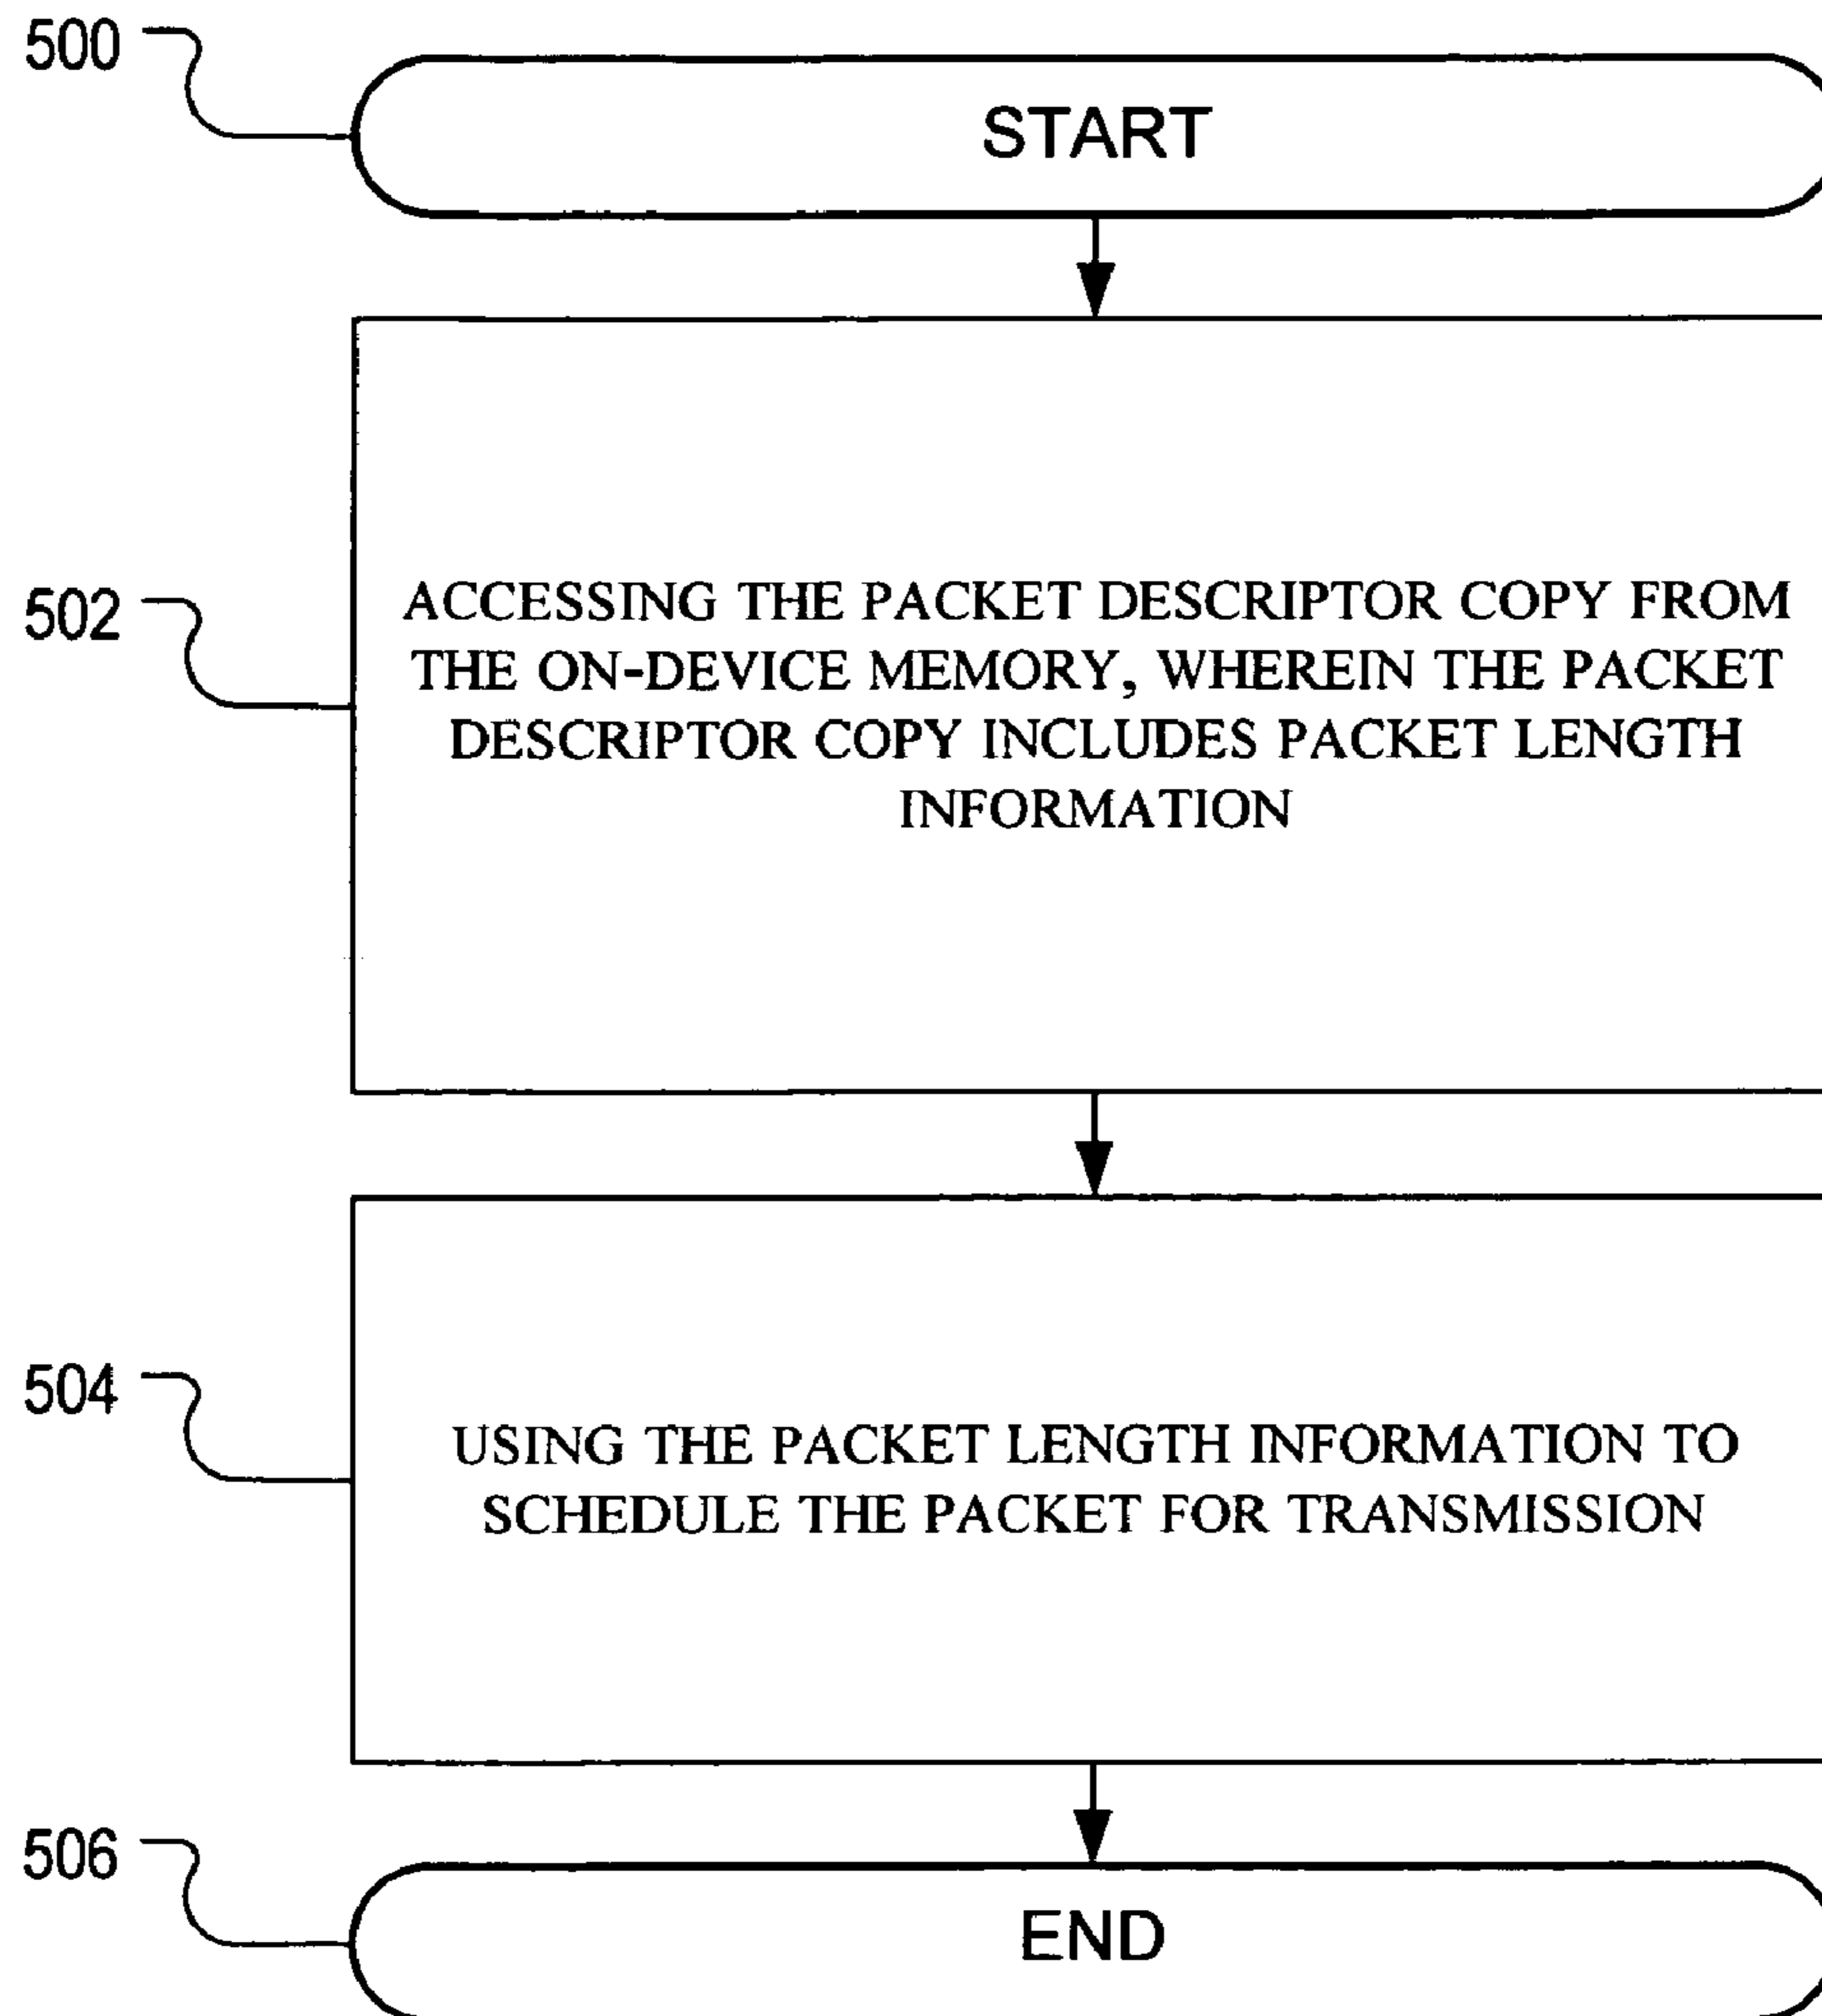 500
START
502
ACCESSING THE PACKET DESCRIPTOR COPY FROM
THE ON-DEVICE MEMORY, WHEREIN THE PACKET
DESCRIPTOR COPY INCLUDES PACKET LENGTH
INFORMATION
504
USING THE PACKET LENGTH INFORMATION TO
SCHEDULE THE PACKET FOR TRANSMISSION
506
END